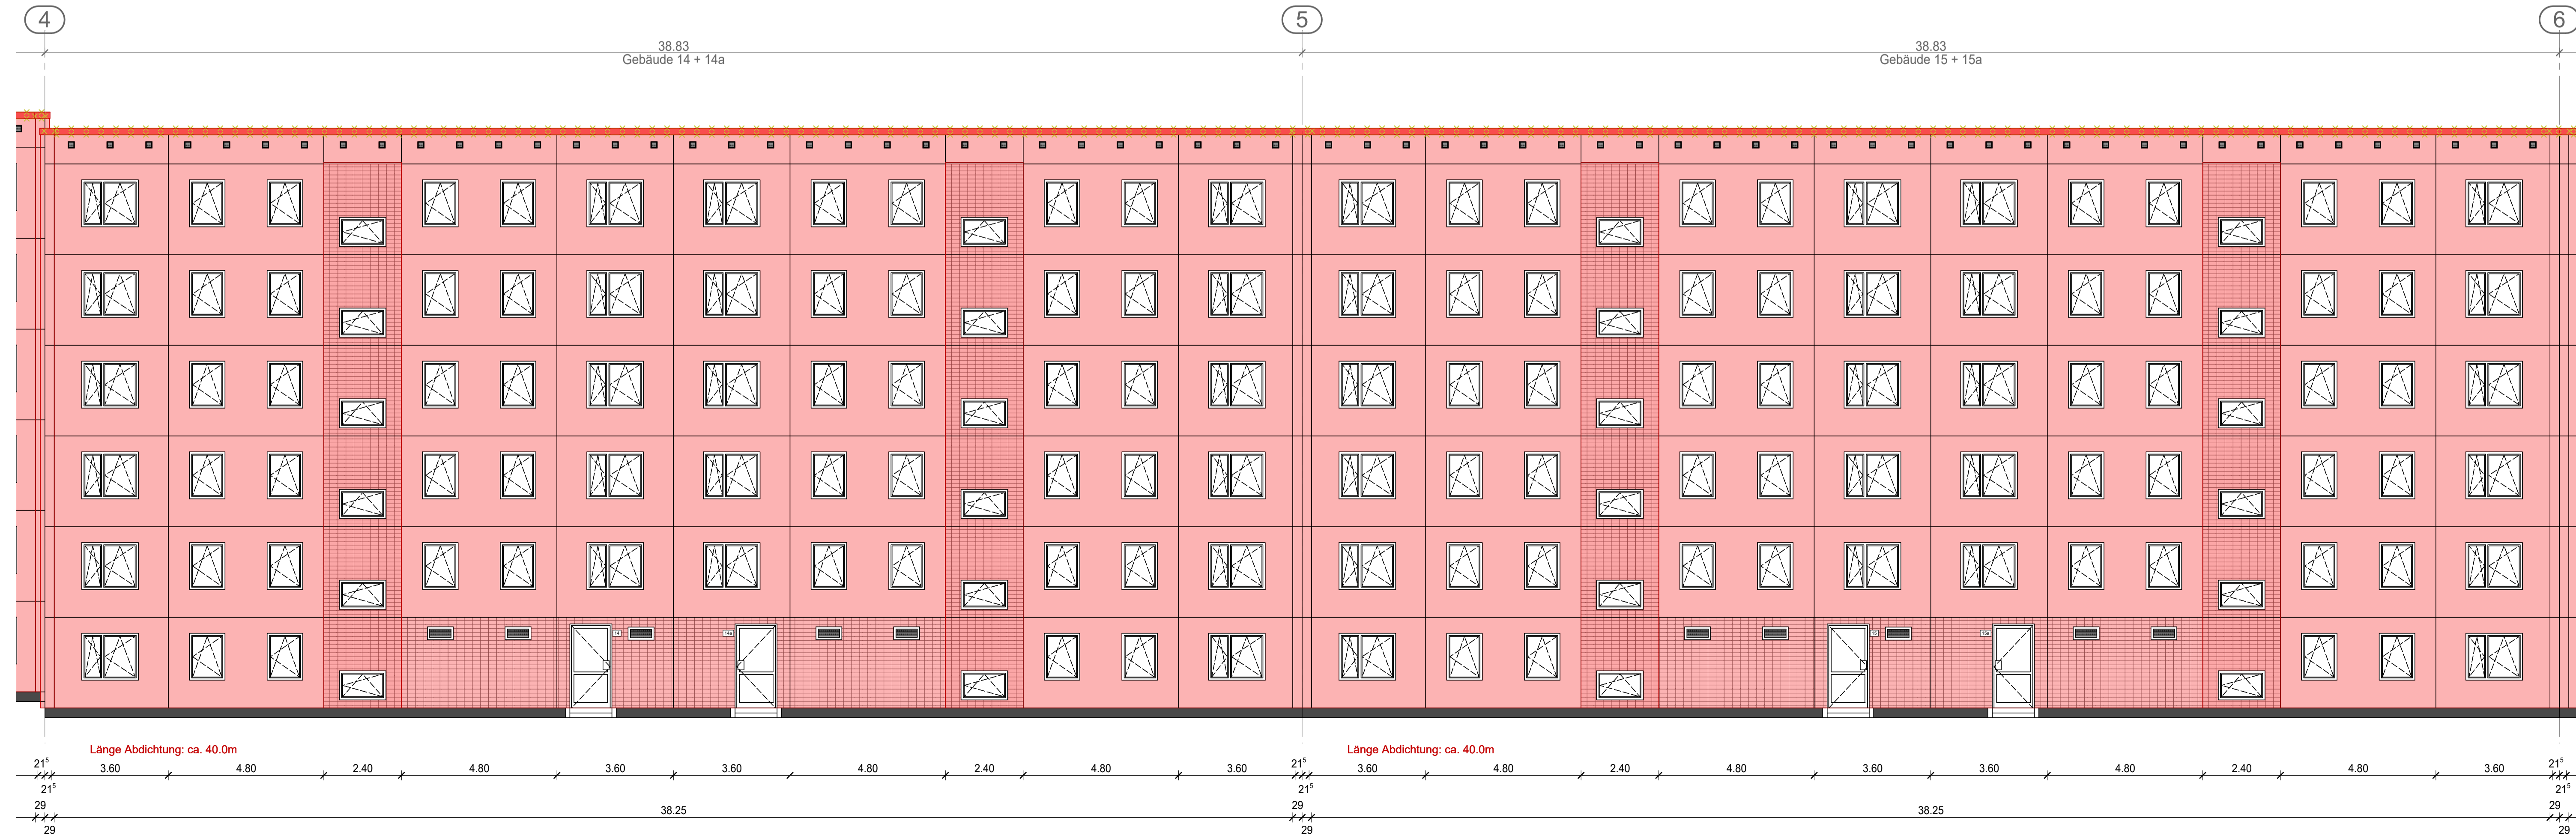 4
5
6
38.83
Gebäude 14 + 14a
38.83
Gebäude 15 + 15a
14
14a
15
15a
Länge Abdichtung: ca. 40.0m
Länge Abdichtung: ca. 40.0m
21⁵ 3.60 4.80 2.40 4.80 3.60 3.60 4.80 2.40 4.80 3.60 21⁵ 3.60 4.80 2.40 4.80 3.60 3.60 4.80 2.40 4.80 3.60 21⁵
21⁵ 21⁵ 21⁵
29 38.25 29 38.25 29
29 29 29